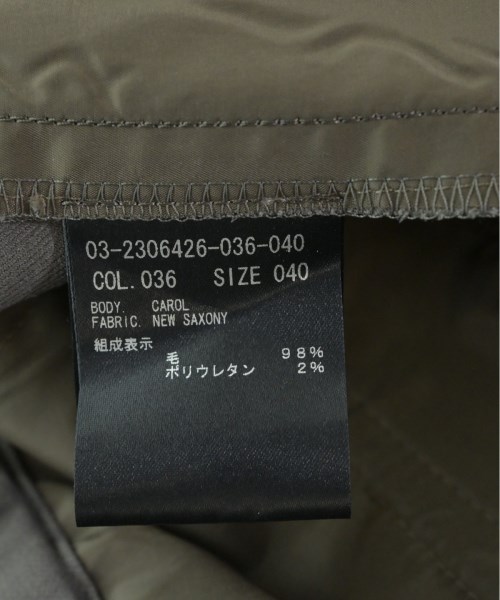 03-2306426-036-040
COL.036 SIZE 040
BODY. CAROL
FABRIC. NEW SAXONY
組成表示
毛 98%
ポリウレタン 2%